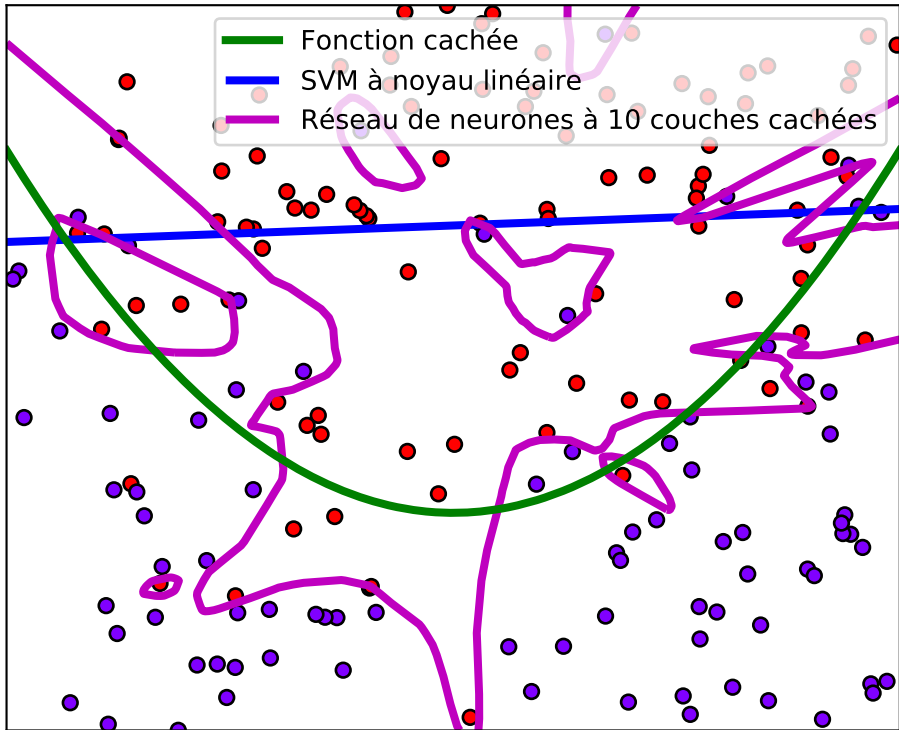 Fonction cachée
SVM à noyau linéaire
Réseau de neurones à 10 couches cachées